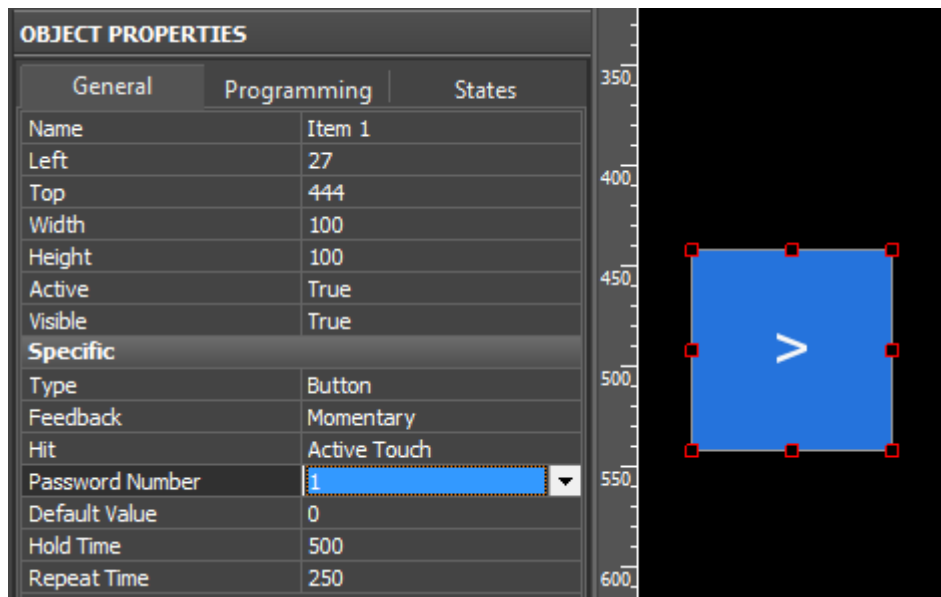 OBJECT PROPERTIES
General Programming States
Name Item 1
Left 27
Top 444
Width 100
Height 100
Active True
Visible True
Specific
Type Button
Feedback Momentary
Hit Active Touch
Password Number 1
Default Value 0
Hold Time 500
Repeat Time 250
350
400
450
500
550
600
>